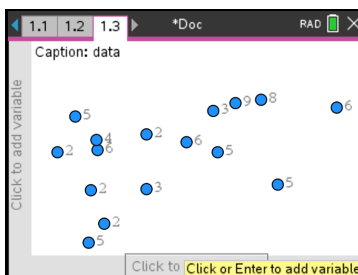 1.1 1.2 1.3 *Doc RAD
Caption: data
Click to add variable
5
3 9 8 6
4 2
2 6 6 5
2 3 5
2
5
Click to Click or Enter to add variable